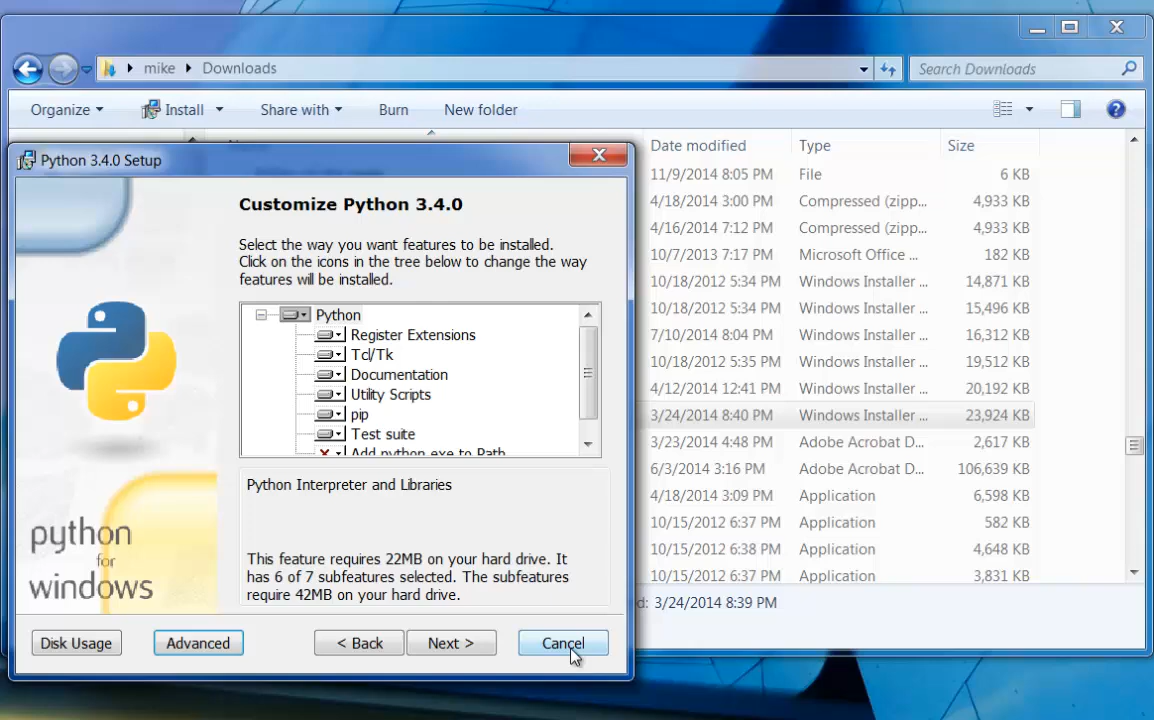 mike Downloads
Search Downloads
Organize Install Share with Burn New folder
Date modified Type Size
11/9/2014 8:05 PM File 6 KB
4/18/2014 3:00 PM Compressed (zipp... 4,933 KB
4/16/2014 7:12 PM Compressed (zipp... 4,933 KB
10/7/2013 7:17 PM Microsoft Office ... 182 KB
10/18/2012 5:34 PM Windows Installer ... 14,871 KB
10/18/2012 5:34 PM Windows Installer ... 15,496 KB
7/10/2014 8:04 PM Windows Installer ... 16,312 KB
10/18/2012 5:35 PM Windows Installer ... 19,512 KB
4/12/2014 12:41 PM Windows Installer ... 20,192 KB
3/24/2014 8:40 PM Windows Installer ... 23,924 KB
3/23/2014 4:48 PM Adobe Acrobat D... 2,617 KB
6/3/2014 3:16 PM Adobe Acrobat D... 106,639 KB
4/18/2014 3:09 PM Application 6,598 KB
10/15/2012 6:37 PM Application 582 KB
10/15/2012 6:38 PM Application 4,648 KB
10/15/2012 6:37 PM Application 3,831 KB
d: 3/24/2014 8:39 PM
Python 3.4.0 Setup
Customize Python 3.4.0
Select the way you want features to be installed.
Click on the icons in the tree below to change the way
features will be installed.
Python
Register Extensions
Tcl/Tk
Documentation
Utility Scripts
pip
Test suite
Add python.exe to Path
Python Interpreter and Libraries
This feature requires 22MB on your hard drive. It
has 6 of 7 subfeatures selected. The subfeatures
require 42MB on your hard drive.
python
for
windows
Disk Usage Advanced < Back Next > Cancel